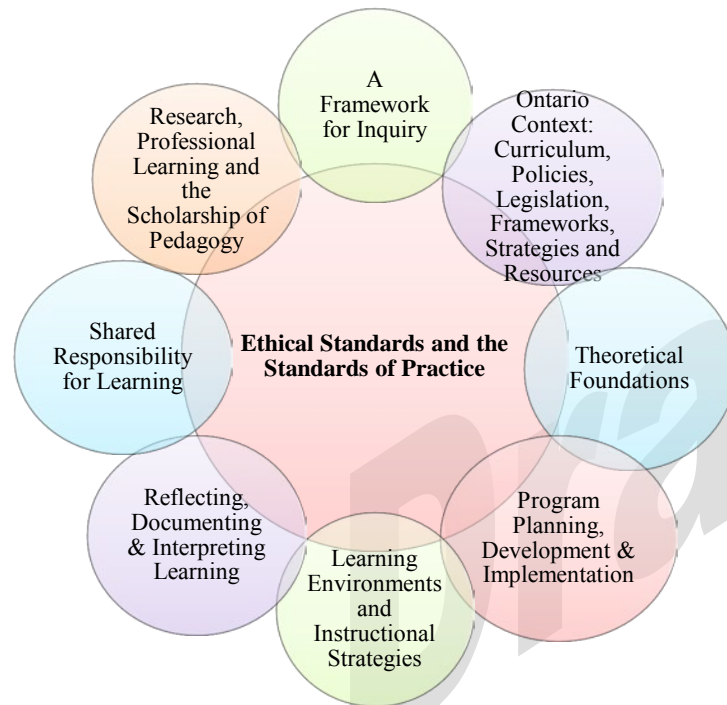 A
Framework
for Inquiry
Ontario
Context:
Curriculum,
Policies,
Legislation,
Frameworks,
Strategies and
Resources
Theoretical
Foundations
Program
Planning,
Development &
Implementation
Learning
Environments
and
Instructional
Strategies
Reflecting,
Documenting
& Interpreting
Learning
Shared
Responsibility
for Learning
Research,
Professional
Learning and
the
Scholarship of
Pedagogy
Ethical Standards and the
Standards of Practice